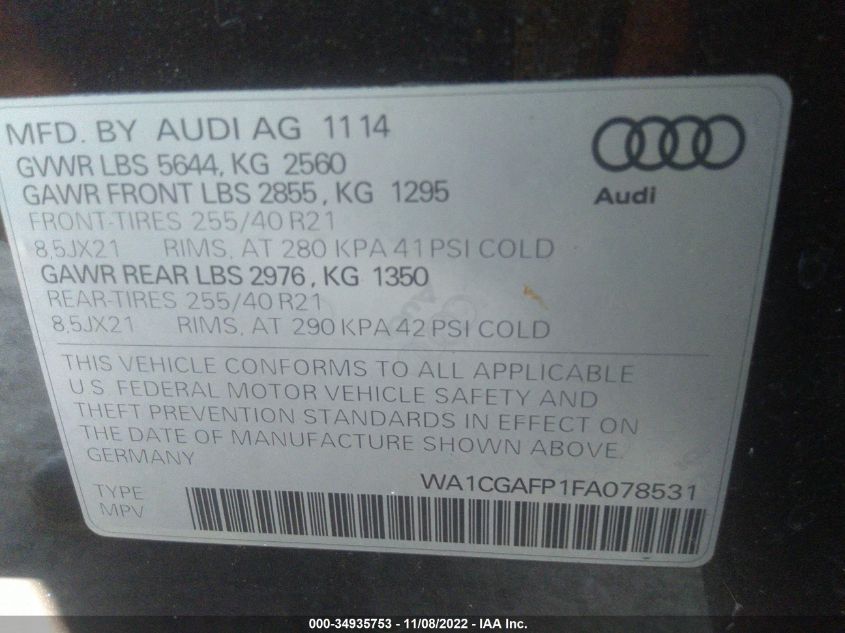 MFD. BY AUDI AG 11 14
GVWR LBS 5644, KG 2560
GAWR FRONT LBS 2855, KG 1295
FRONT-TIRES 255/40 R21
8,5JX21 RIMS, AT 280 KPA 41 PSI COLD
GAWR REAR LBS 2976, KG 1350
REAR-TIRES 255/40 R21
8,5JX21 RIMS, AT 290 KPA 42 PSI COLD
Audi
THIS VEHICLE CONFORMS TO ALL APPLICABLE
U.S. FEDERAL MOTOR VEHICLE SAFETY AND
THEFT PREVENTION STANDARDS IN EFFECT ON
THE DATE OF MANUFACTURE SHOWN ABOVE.
GERMANY
WA1CGAFP1FA078531
TYPE
MPV
000-34935753 - 11/08/2022 - IAA Inc.